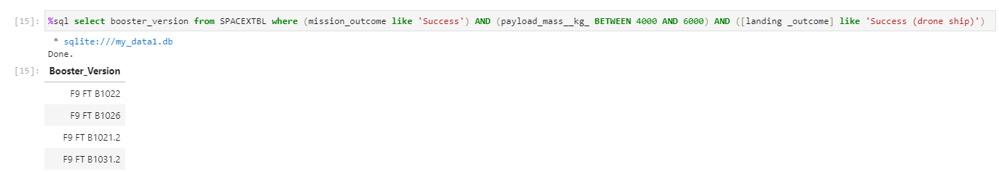 [15]: %sql select booster_version from SPACEXTBL where (mission_outcome like 'Success') AND (payload_mass__kg_ BETWEEN 4000 AND 6000) AND ([landing _outcome] like 'Success (drone ship)')
* sqlite:///my_data1.db
Done.
[15]: Booster_Version
F9 FT B1022
F9 FT B1026
F9 FT B1021.2
F9 FT B1031.2